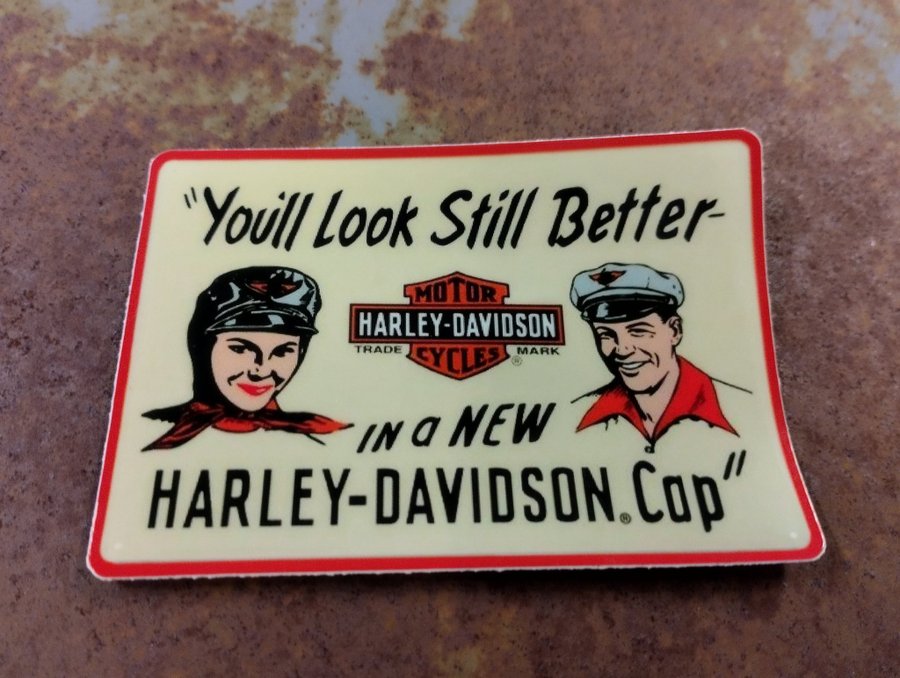 "You'll Look Still Better-
MOTOR
HARLEY-DAVIDSON
TRADE MARK
CYCLES®
IN a NEW
HARLEY-DAVIDSON® Cap"